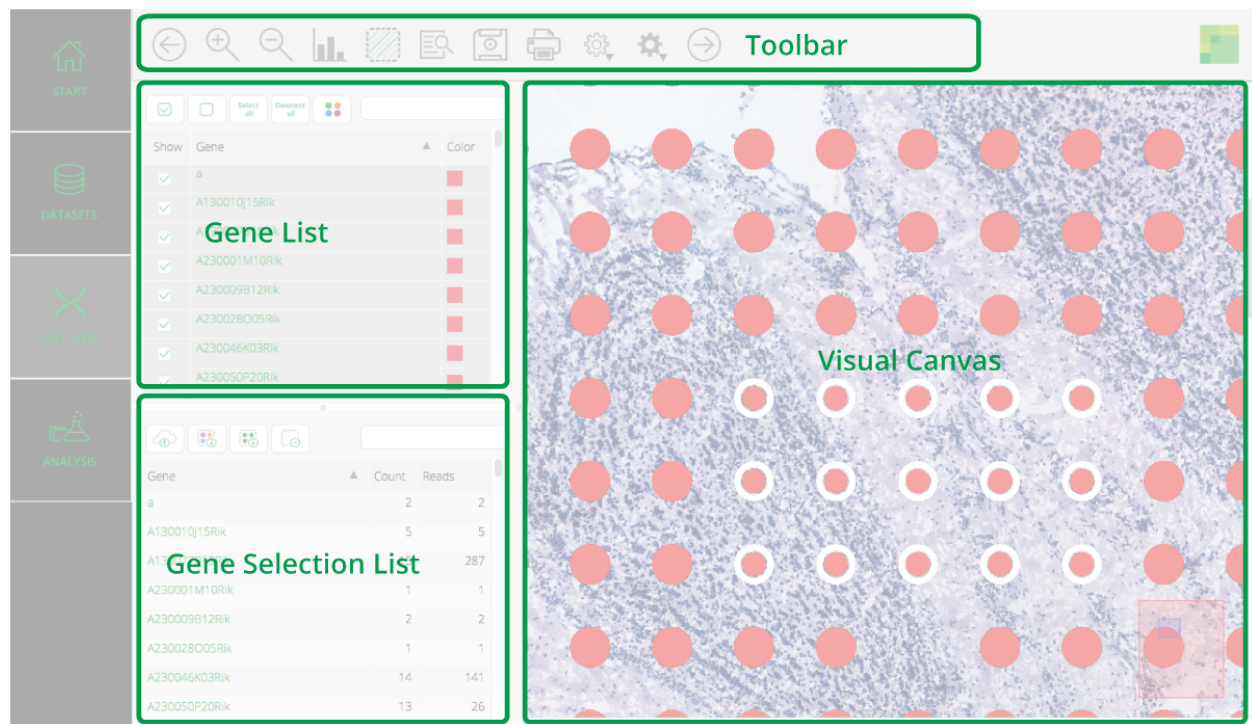 Toolbar
START
DATASETS
CELL VIEW
ANALYSIS
Select all
Deselect all
Show Gene Color
a
A130010J15Rik
Gene List
A230001M10Rik
A230009B12Rik
A230028O05Rik
A230046K03Rik
A230050P20Rik
Visual Canvas
Gene Count Reads
a 2 2
A130010J15Rik 5 5
Gene Selection List 287
A230001M10Rik 1 1
A230009B12Rik 2 2
A230028O05Rik 1 1
A230046K03Rik 14 141
A230050P20Rik 13 26